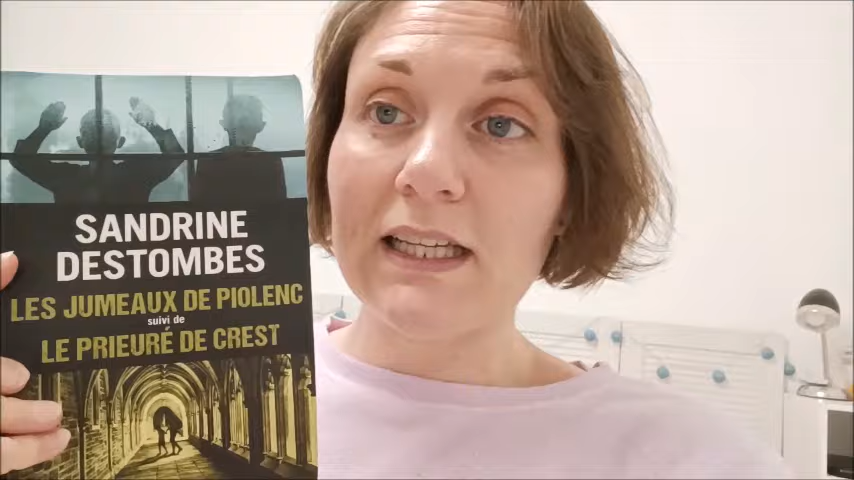 SANDRINE
DESTOMBES
LES JUMEAUX DE PIOLENC
suivi de
LE PRIEURÉ DE CREST